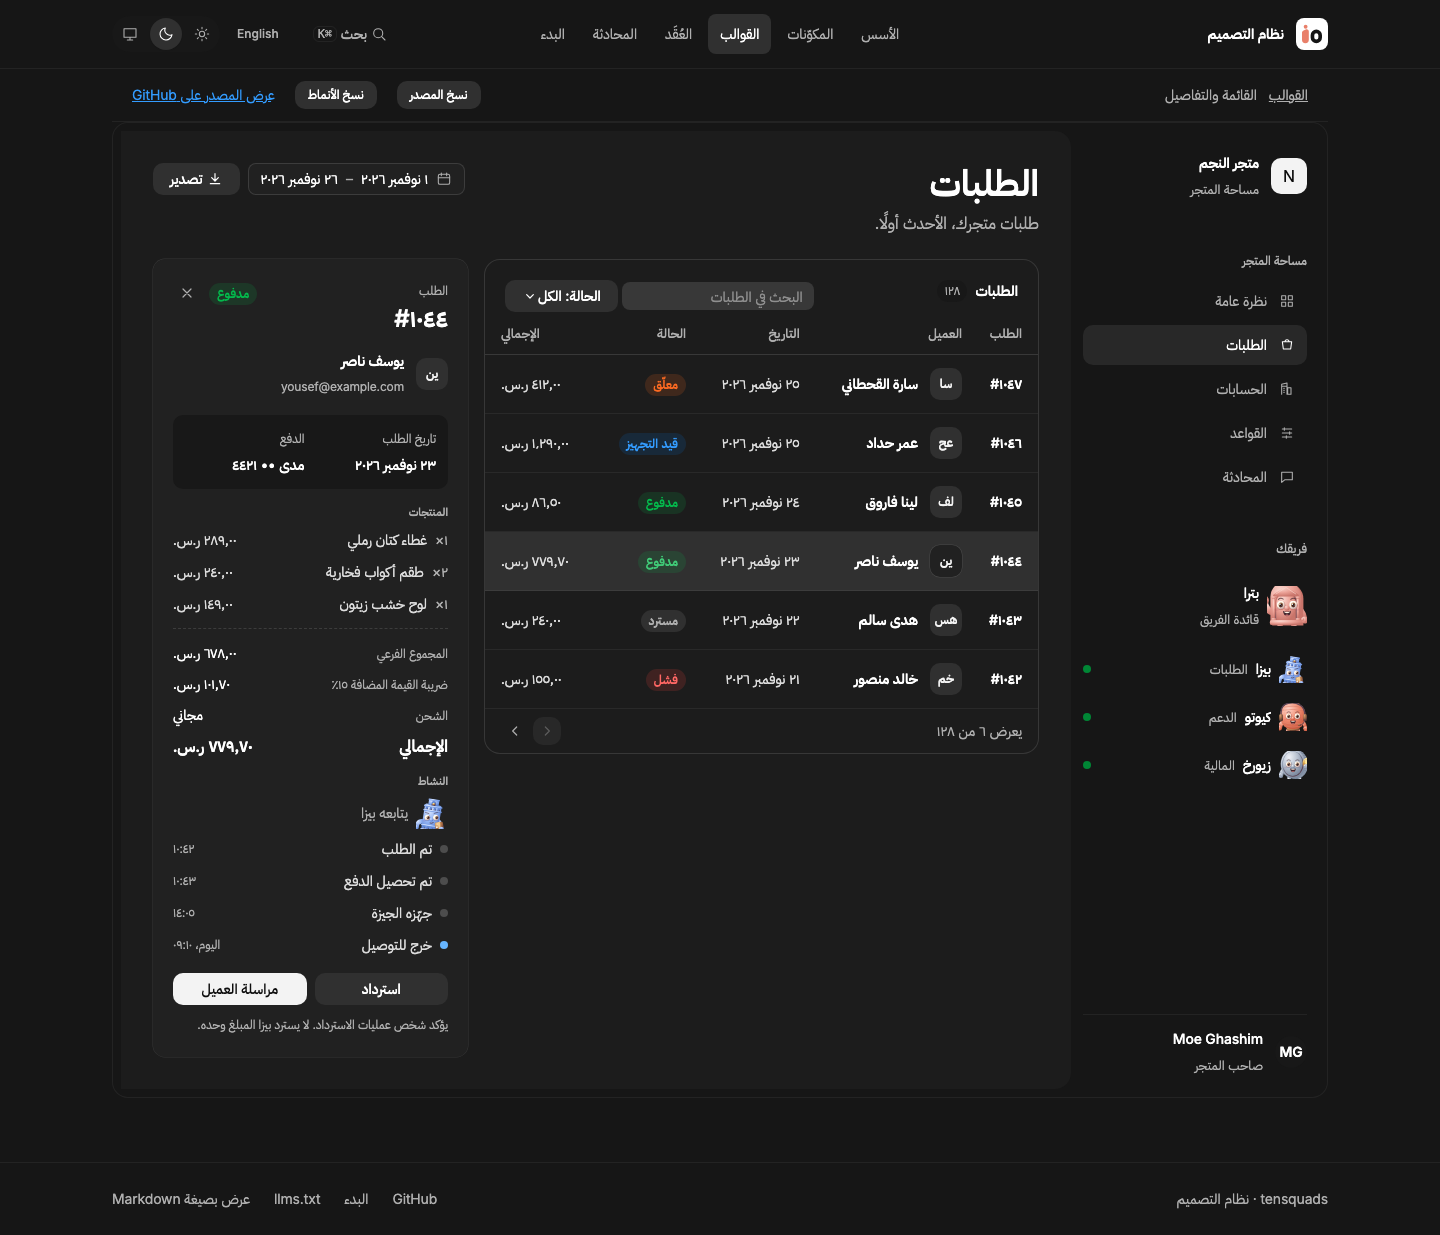 نظام التصميم
الأسس
المكوّنات
القوالب
العُقَد
المحادثة
البدء
بحث
⌘K
English
القوالب
القائمة والتفاصيل
نسخ المصدر
نسخ الأنماط
عرض المصدر على GitHub
N
متجر النجم
مساحة المتجر
مساحة المتجر
نظرة عامة
الطلبات
الحسابات
القواعد
المحادثة
فريقك
بترا
قائدة الفريق
بيزا الطلبات
كيوتو الدعم
زيورخ المالية
MG
Moe Ghashim
صاحب المتجر
الطلبات
طلبات متجرك، الأحدث أولًا.
١ نوفمبر ٢٠٢٦ – ٢٦ نوفمبر ٢٠٢٦
تصدير
الطلبات ١٢٨
البحث في الطلبات
الحالة: الكل
الطلب العميل التاريخ الحالة الإجمالي
#١٠٤٧ سا سارة القحطاني ٢٥ نوفمبر ٢٠٢٦ معلّق ٤١٢,٠٠ ر.س.
#١٠٤٦ عح عمر حداد ٢٥ نوفمبر ٢٠٢٦ قيد التجهيز ١,٢٩٠,٠٠ ر.س.
#١٠٤٥ لف لينا فاروق ٢٤ نوفمبر ٢٠٢٦ مدفوع ٨٦,٥٠ ر.س.
#١٠٤٤ ين يوسف ناصر ٢٣ نوفمبر ٢٠٢٦ مدفوع ٧٧٩,٧٠ ر.س.
#١٠٤٣ هس هدى سالم ٢٢ نوفمبر ٢٠٢٦ مسترد ٢٤٠,٠٠ ر.س.
#١٠٤٢ خم خالد منصور ٢١ نوفمبر ٢٠٢٦ فشل ١٥٥,٠٠ ر.س.
يعرض ٦ من ١٢٨
الطلب
مدفوع
#١٠٤٤
ين
يوسف ناصر
yousef@example.com
تاريخ الطلب الدفع
٢٣ نوفمبر ٢٠٢٦ مدى •• ٤٤٢١
المنتجات
١× غطاء كتان رملي ٢٨٩,٠٠ ر.س.
٢× طقم أكواب فخارية ٢٤٠,٠٠ ر.س.
١× لوح خشب زيتون ١٤٩,٠٠ ر.س.
المجموع الفرعي ٦٧٨,٠٠ ر.س.
ضريبة القيمة المضافة ١٥٪ ١٠١,٧٠ ر.س.
الشحن مجاني
الإجمالي ٧٧٩,٧٠ ر.س.
النشاط
يتابعه بيزا
تم الطلب ١٠:٤٢
تم تحصيل الدفع ١٠:٤٣
جهّزه الجيزة ١٤:٠٥
خرج للتوصيل اليوم، ٠٩:١٠
استرداد
مراسلة العميل
يؤكد شخص عمليات الاسترداد. لا يسترد بيزا المبلغ وحده.
tensquads · نظام التصميم
GitHub
البدء
llms.txt
عرض بصيغة Markdown